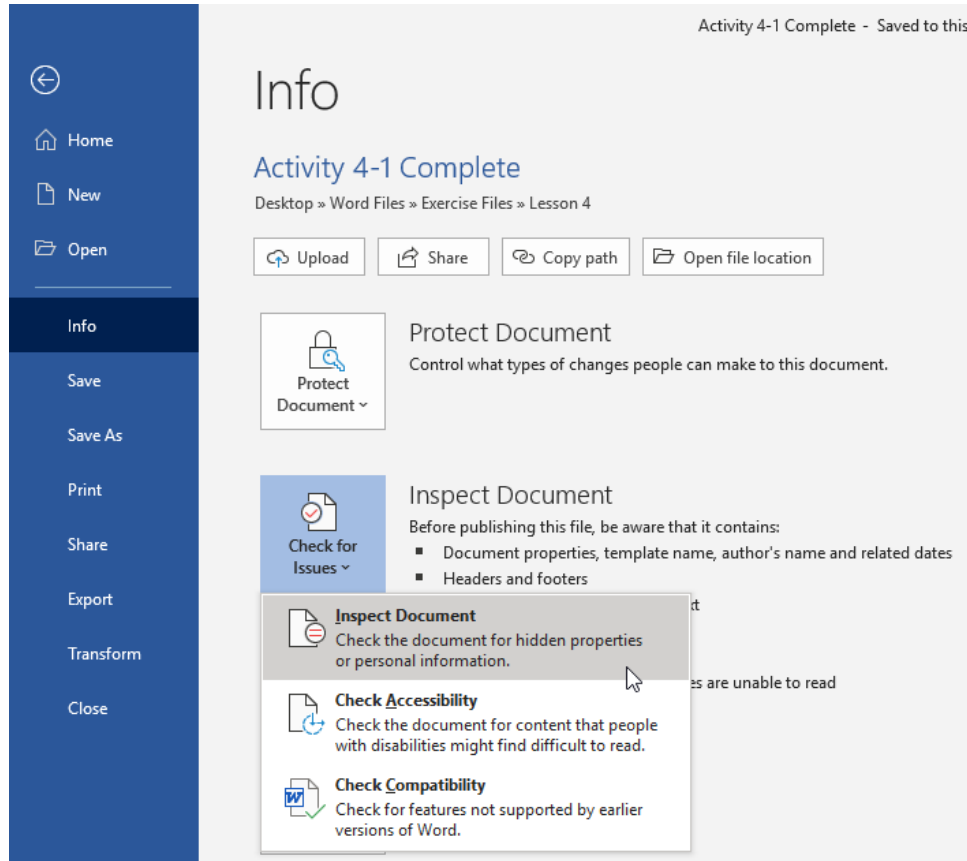 Activity 4-1 Complete - Saved to this
Info
Home
New
Open
Info
Save
Save As
Print
Share
Export
Transform
Close
Activity 4-1 Complete
Desktop » Word Files » Exercise Files » Lesson 4
Upload
Share
Copy path
Open file location
Protect
Document
Protect Document
Control what types of changes people can make to this document.
Check for
Issues
Inspect Document
Before publishing this file, be aware that it contains:
▪ Document properties, template name, author's name and related dates
▪ Headers and footers
es are unable to read
Inspect Document
Check the document for hidden properties
or personal information.
Check Accessibility
Check the document for content that people
with disabilities might find difficult to read.
Check Compatibility
Check for features not supported by earlier
versions of Word.